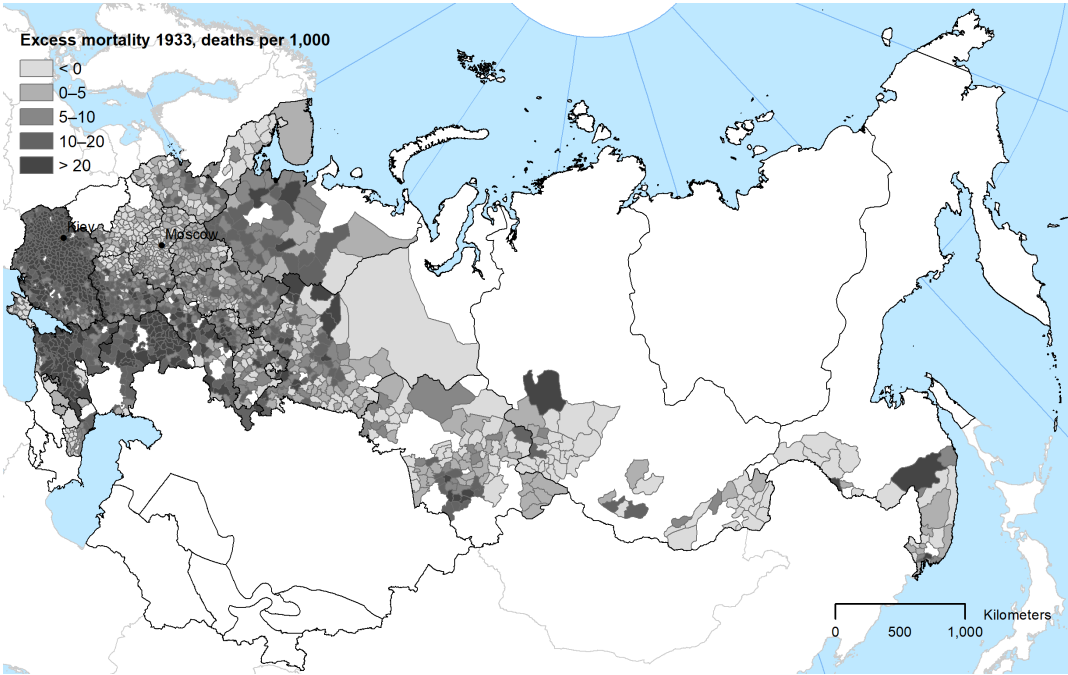 Excess mortality 1933, deaths per 1,000
< 0
0–5
5–10
10–20
> 20
Kiev
Moscow
Kilometers
0 500 1,000